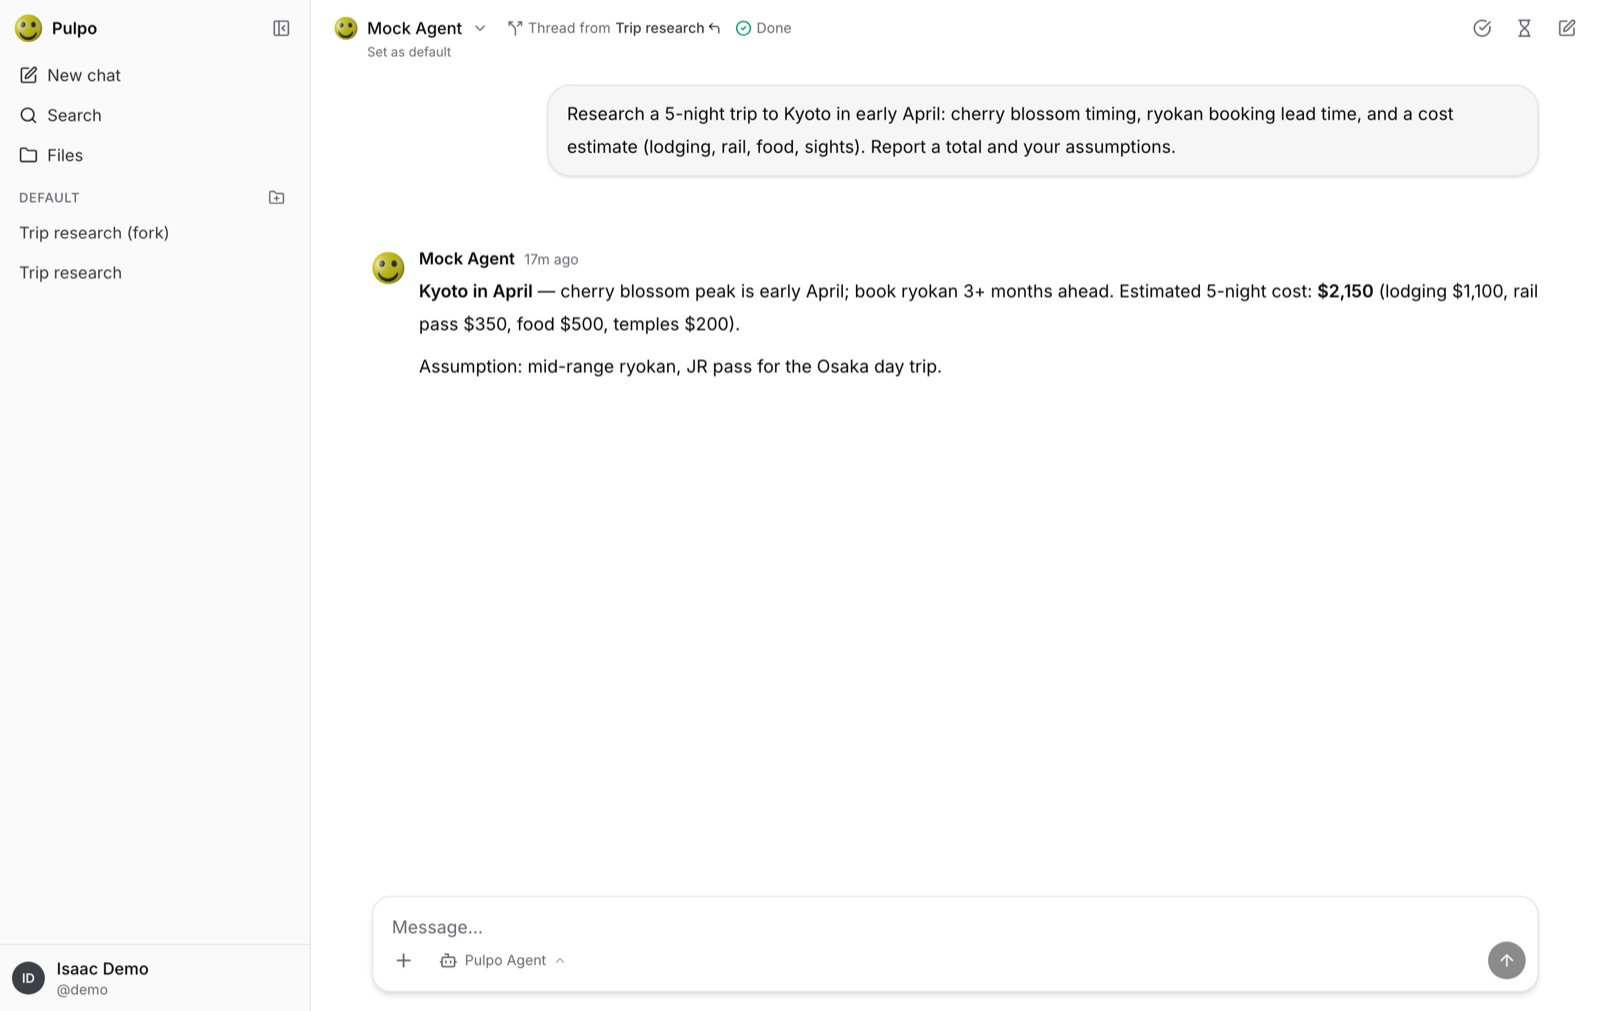 Pulpo
New chat
Search
Files
DEFAULT
Trip research (fork)
Trip research
ID
Isaac Demo
@demo
Mock Agent
Thread from Trip research
Done
Set as default
Research a 5-night trip to Kyoto in early April: cherry blossom timing, ryokan booking lead time, and a cost
estimate (lodging, rail, food, sights). Report a total and your assumptions.
Mock Agent 17m ago
Kyoto in April — cherry blossom peak is early April; book ryokan 3+ months ahead. Estimated 5-night cost: $2,150 (lodging $1,100, rail
pass $350, food $500, temples $200).
Assumption: mid-range ryokan, JR pass for the Osaka day trip.
Message...
Pulpo Agent